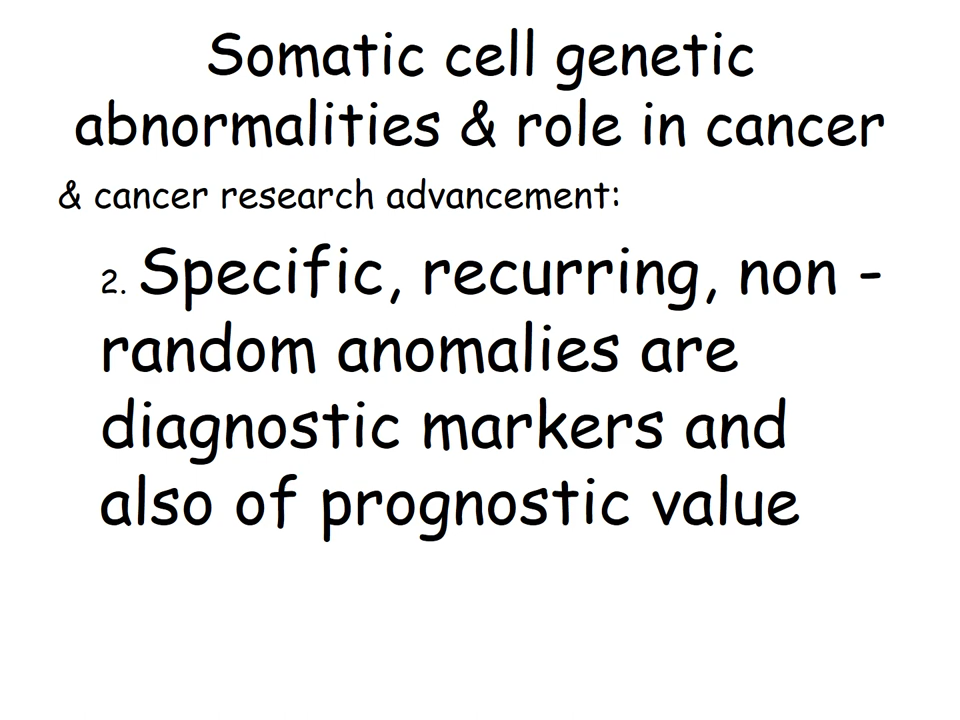 Somatic cell genetic
abnormalities & role in cancer
& cancer research advancement:
2. Specific, recurring, non -
random anomalies are
diagnostic markers and
also of prognostic value